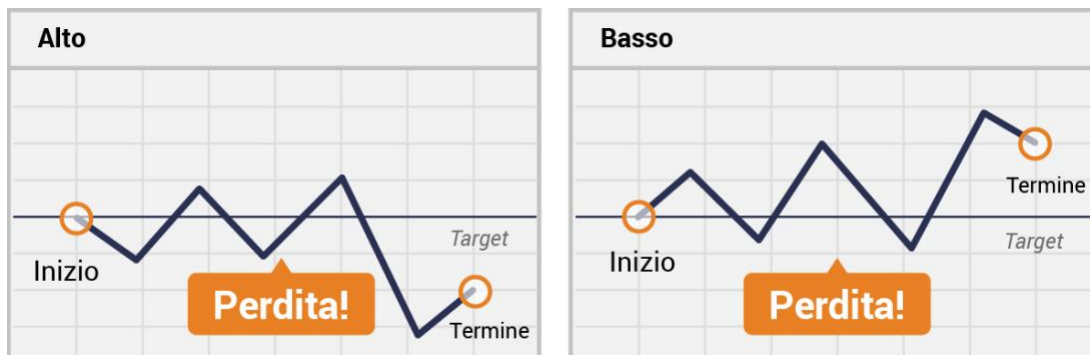 Alto
Target
Inizio
Perdita!
Termine
Basso
Termine
Target
Inizio
Perdita!